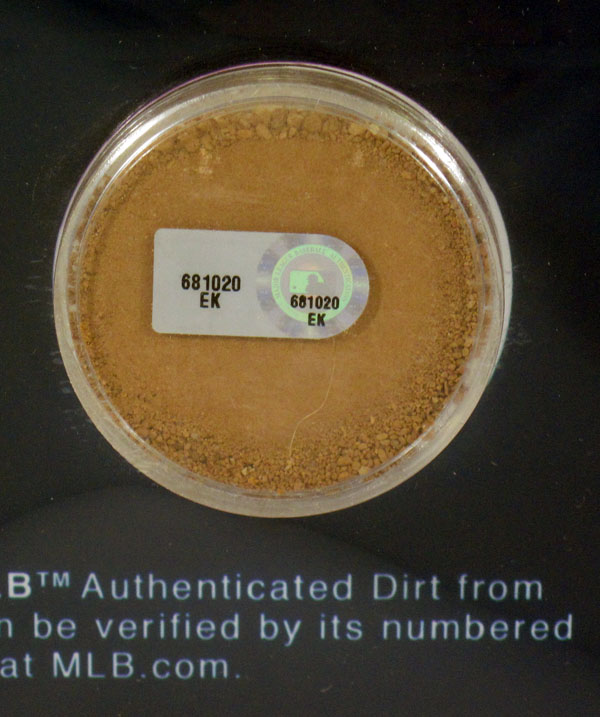 681020
EK
681020
EK
.B™ Authenticated Dirt from
n be verified by its numbered
at MLB.com.